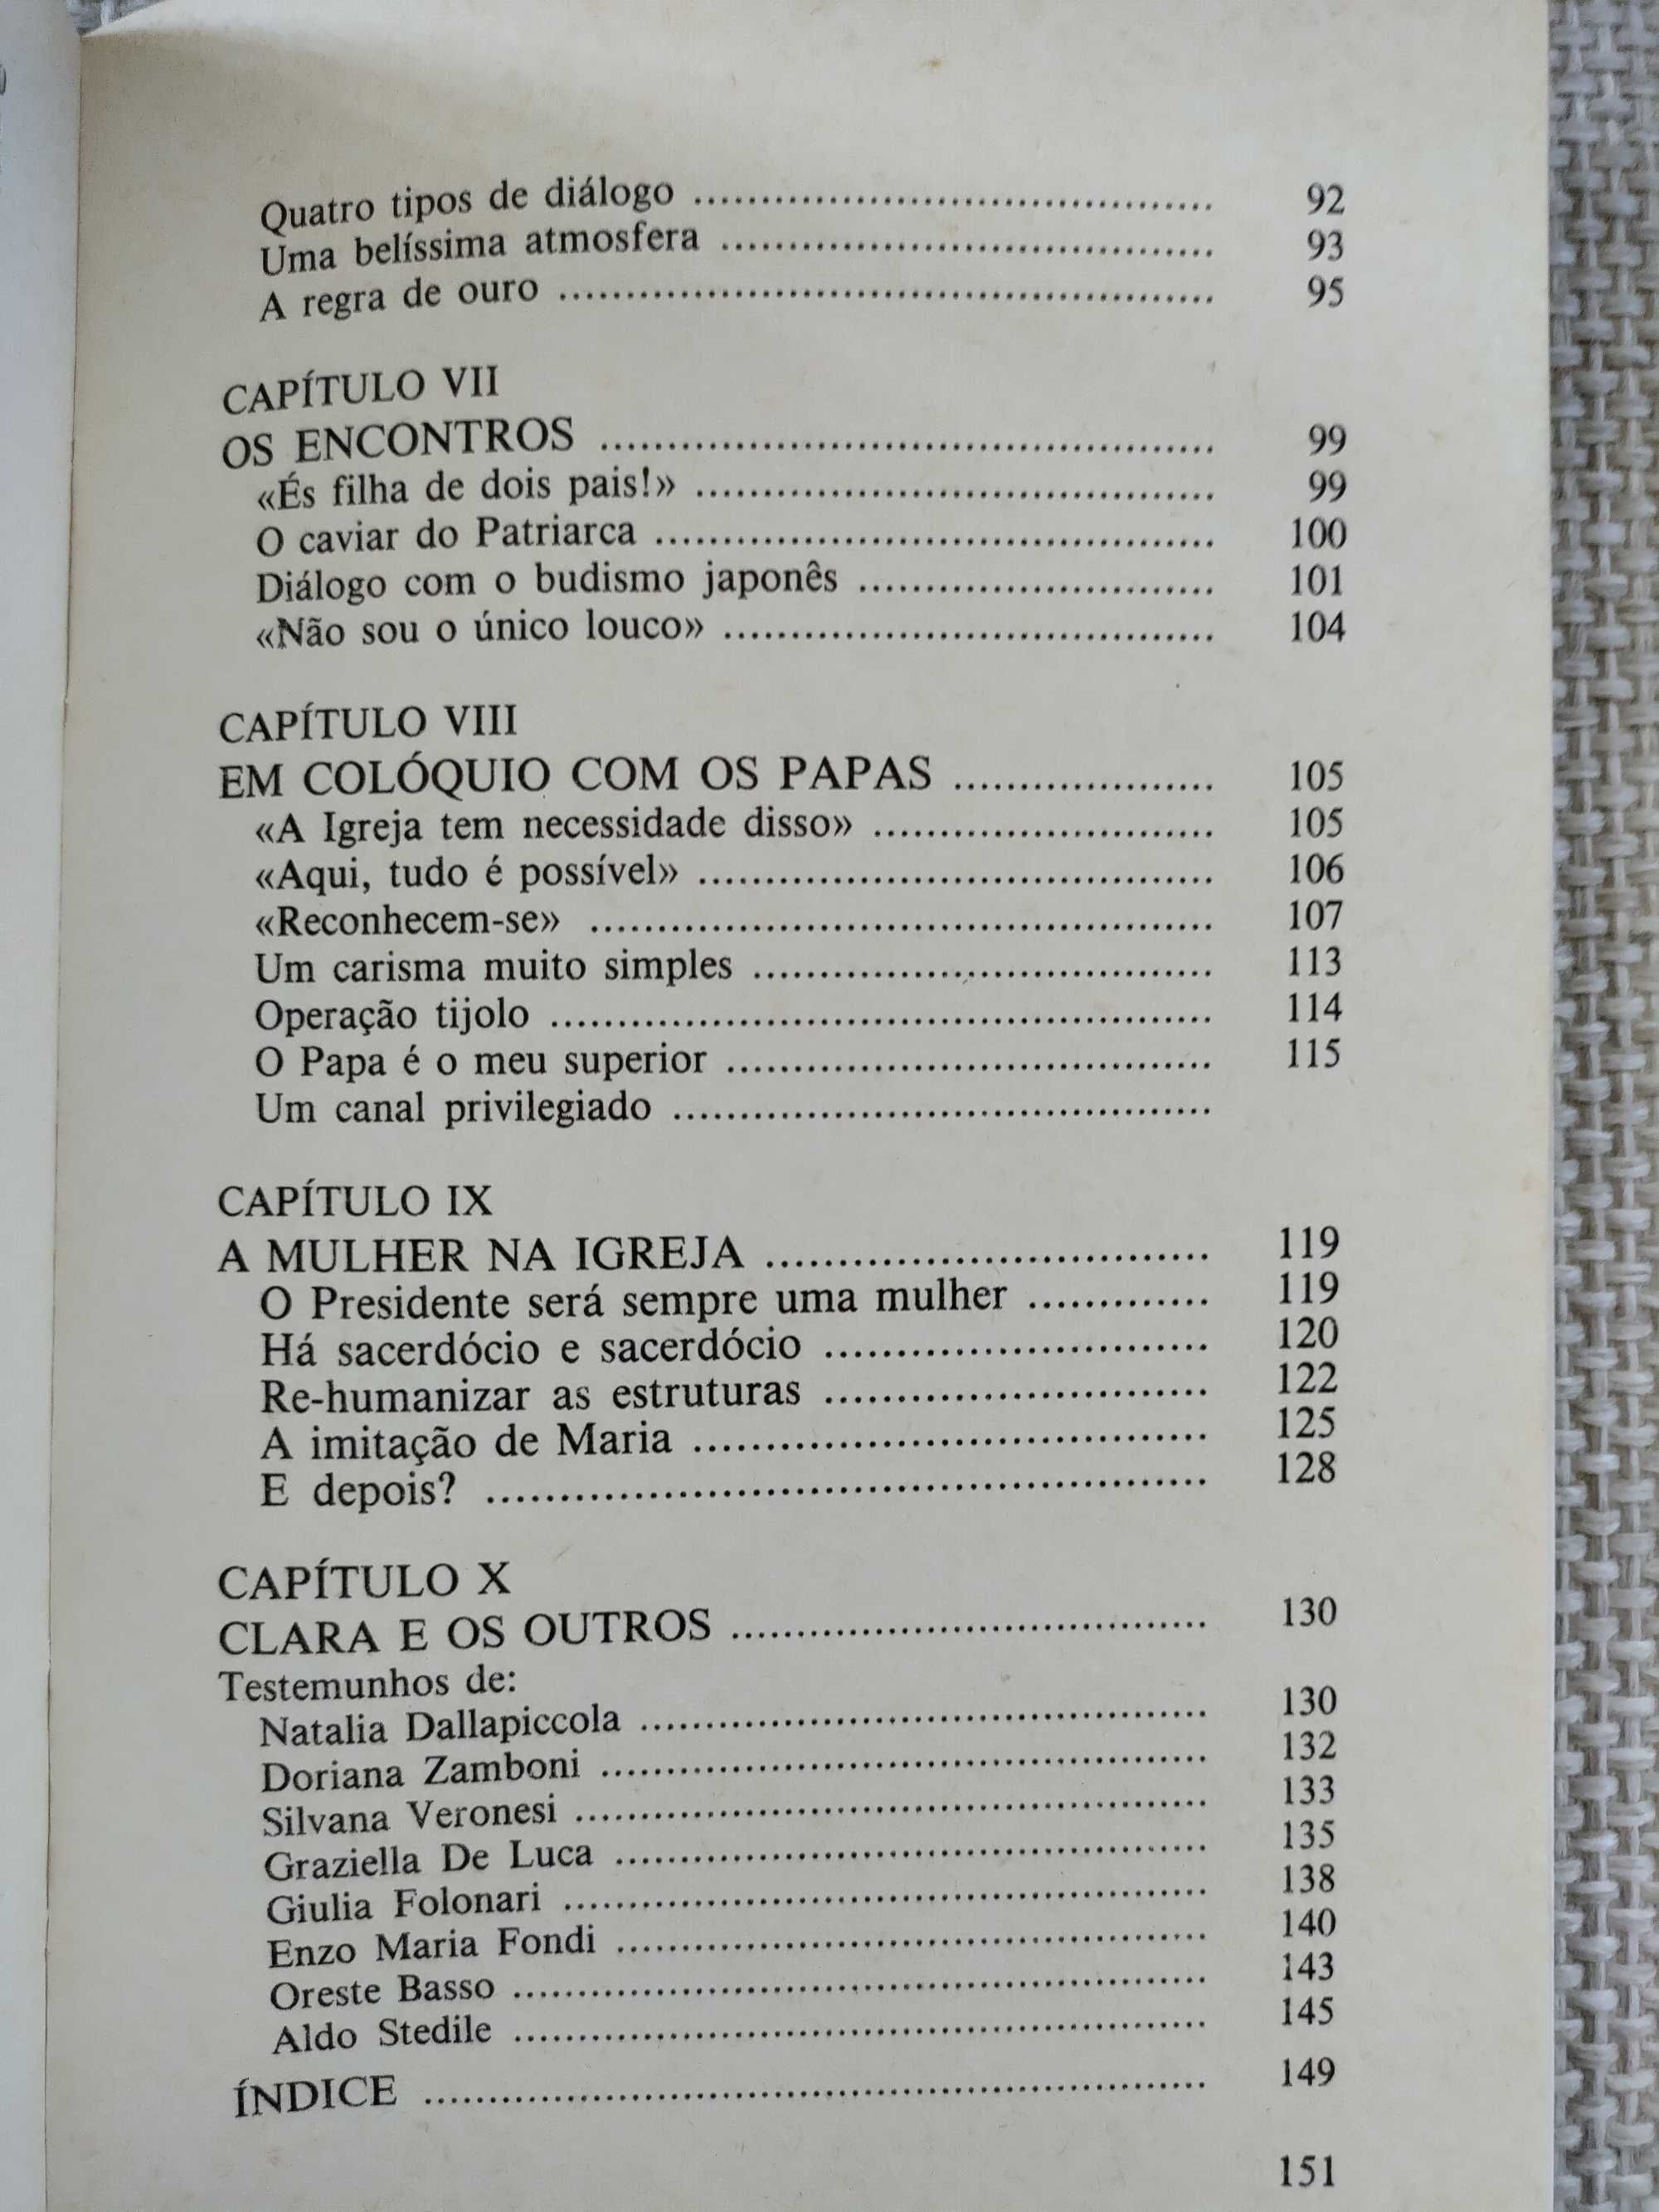 Quatro tipos de diálogo ........................................ 92
Uma belíssima atmosfera ...................................... 93
A regra de ouro .................................................. 95
CAPÍTULO VII
OS ENCONTROS ............................................... 99
«És filha de dois pais!» ........................................ 99
O caviar do Patriarca ........................................... 100
Diálogo com o budismo japonês ........................... 101
«Não sou o único louco» ...................................... 104
CAPÍTULO VIII
EM COLÓQUIO COM OS PAPAS .................... 105
«A Igreja tem necessidade disso» .......................... 105
«Aqui, tudo é possível» ........................................ 106
«Reconhecem-se» ................................................ 107
Um carisma muito simples ................................... 113
Operação tijolo ................................................... 114
O Papa é o meu superior ..................................... 115
Um canal privilegiado .........................................
CAPÍTULO IX
A MULHER NA IGREJA .................................. 119
O Presidente será sempre uma mulher .............. 119
Há sacerdócio e sacerdócio ............................. 120
Re-humanizar as estruturas ............................. 122
A imitação de Maria ....................................... 125
E depois? ..................................................... 128
CAPÍTULO X
CLARA E OS OUTROS ..................................... 130
Testemunhos de:
Natalia Dallapiccola ............................................ 130
Doriana Zamboni ............................................... 132
Silvana Veronesi ................................................. 133
Graziella De Luca .............................................. 135
Giulia Folonari .................................................. 138
Enzo Maria Fondi .............................................. 140
Oreste Basso ...................................................... 143
Aldo Stedile ...................................................... 145
ÍNDICE ............................................................ 149
151